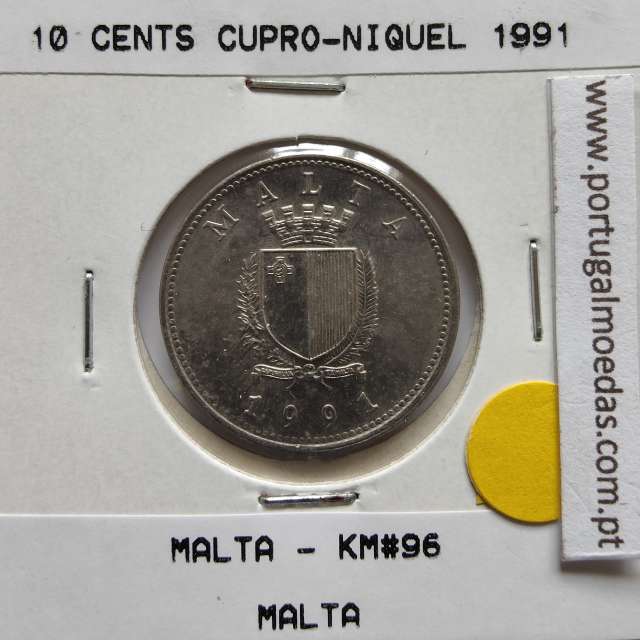 10 CENTS CUPRO-NIQUEL 1991
www.portugalmoedas.com.pt
MALTA
1991
MALTA - KM#96
MALTA